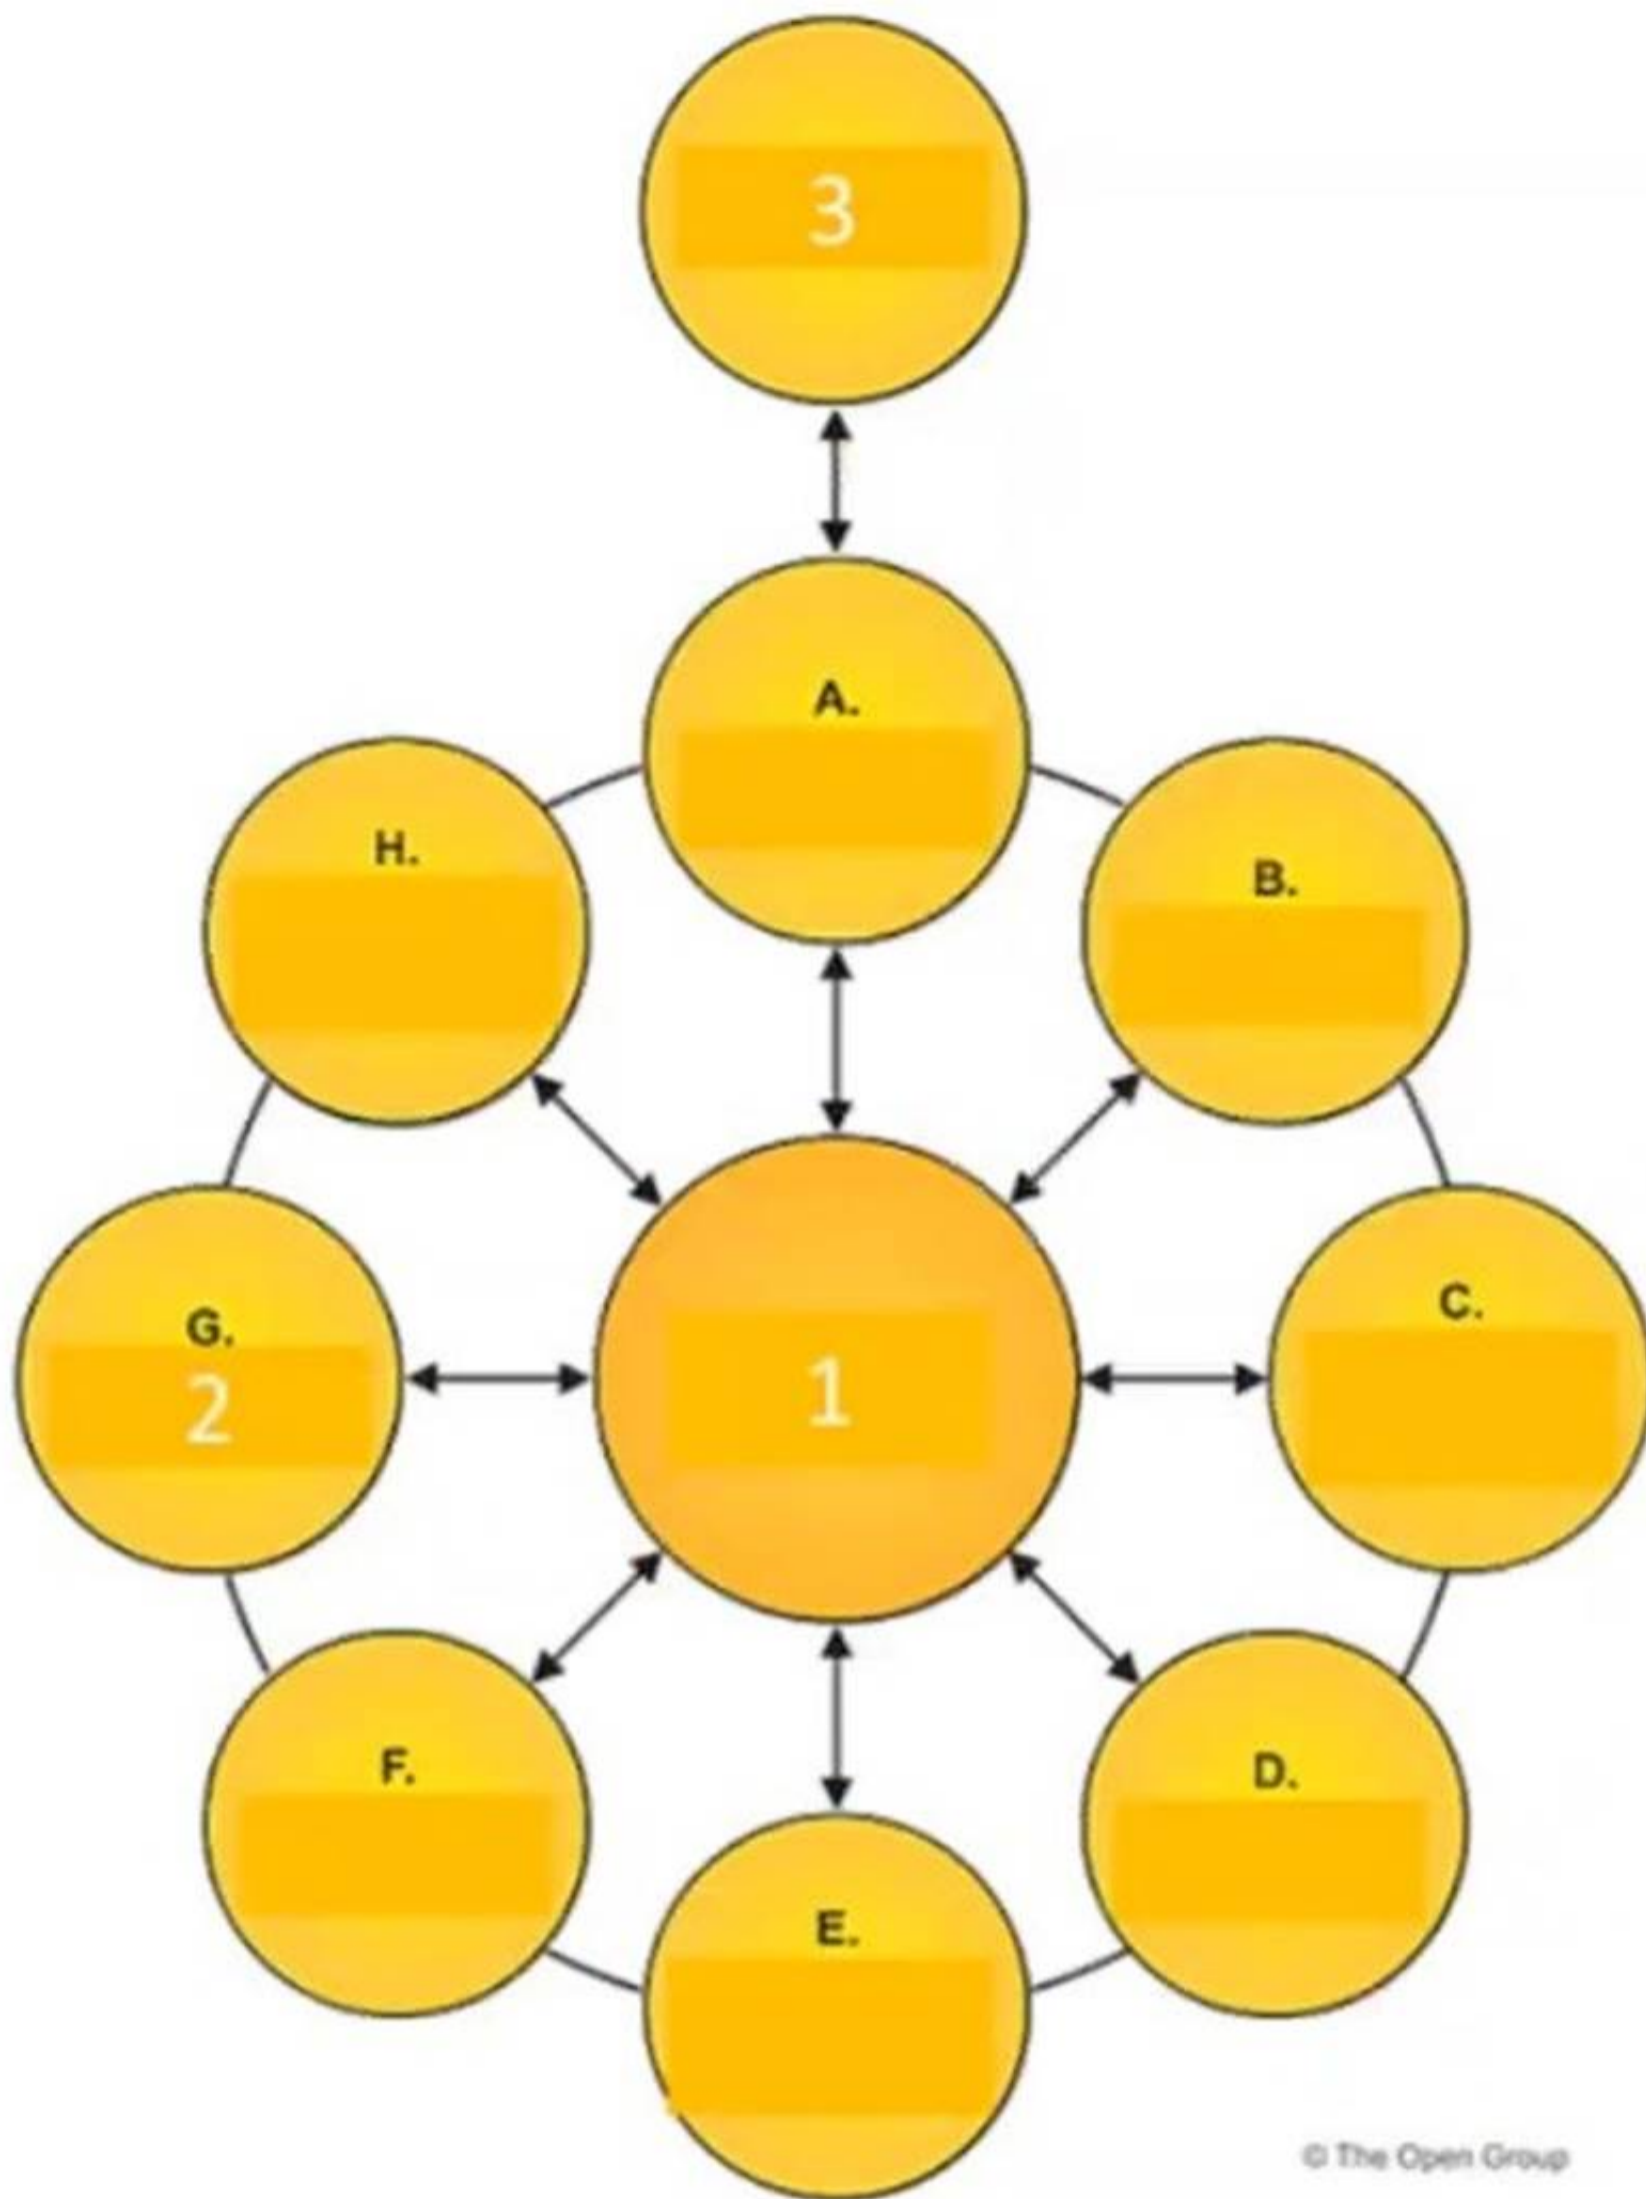 3
A.
H.
B.
G.
2
1
C.
F.
D.
E.
© The Open Group